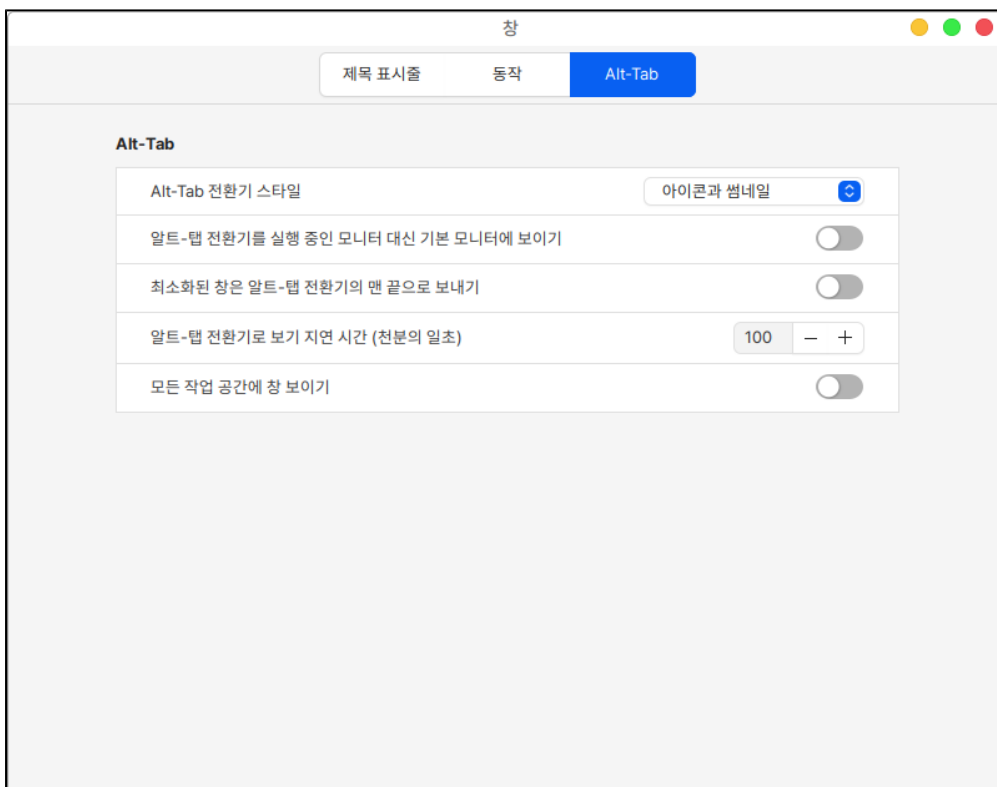 창
제목 표시줄 동작 Alt-Tab
Alt-Tab
Alt-Tab 전환기 스타일 아이콘과 썸네일
알트-탭 전환기를 실행 중인 모니터 대신 기본 모니터에 보이기
최소화된 창은 알트-탭 전환기의 맨 끝으로 보내기
알트-탭 전환기로 보기 지연 시간 (천분의 일초) 100 − +
모든 작업 공간에 창 보이기